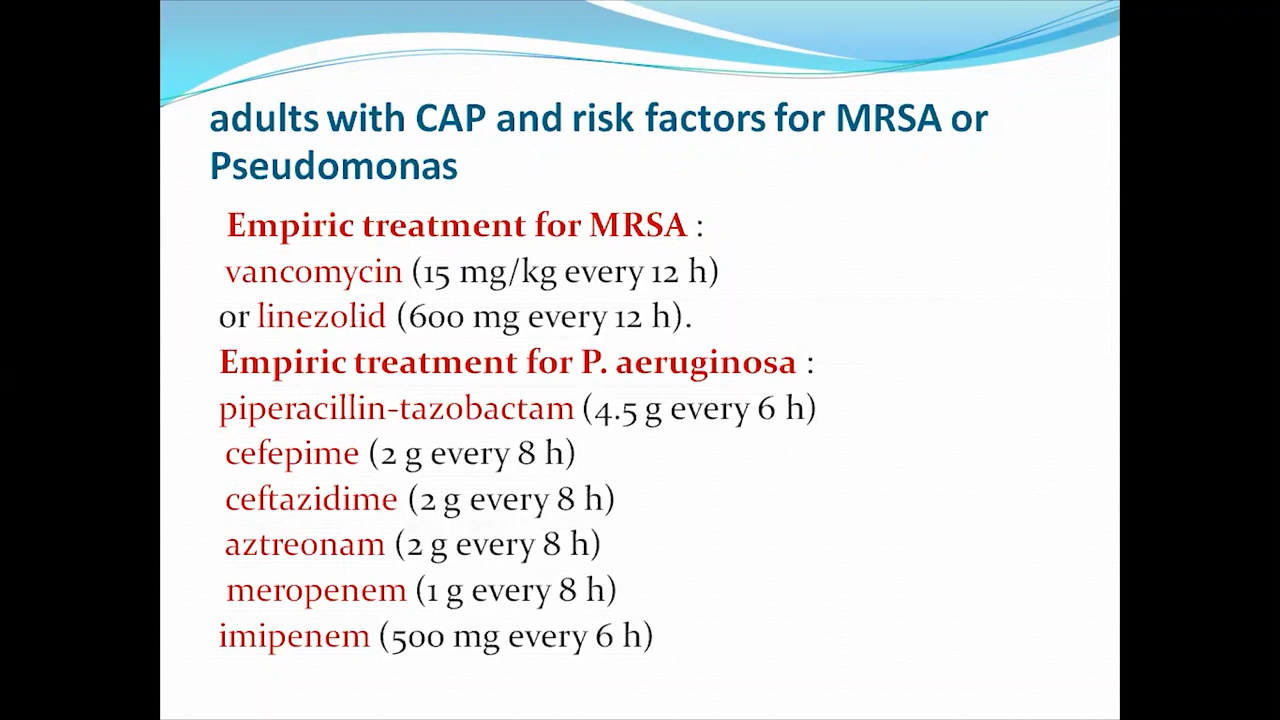 adults with CAP and risk factors for MRSA or
Pseudomonas
Empiric treatment for MRSA :
vancomycin (15 mg/kg every 12 h)
or linezolid (600 mg every 12 h).
Empiric treatment for P. aeruginosa :
piperacillin-tazobactam (4.5 g every 6 h)
cefepime (2 g every 8 h)
ceftazidime (2 g every 8 h)
aztreonam (2 g every 8 h)
meropenem (1 g every 8 h)
imipenem (500 mg every 6 h)